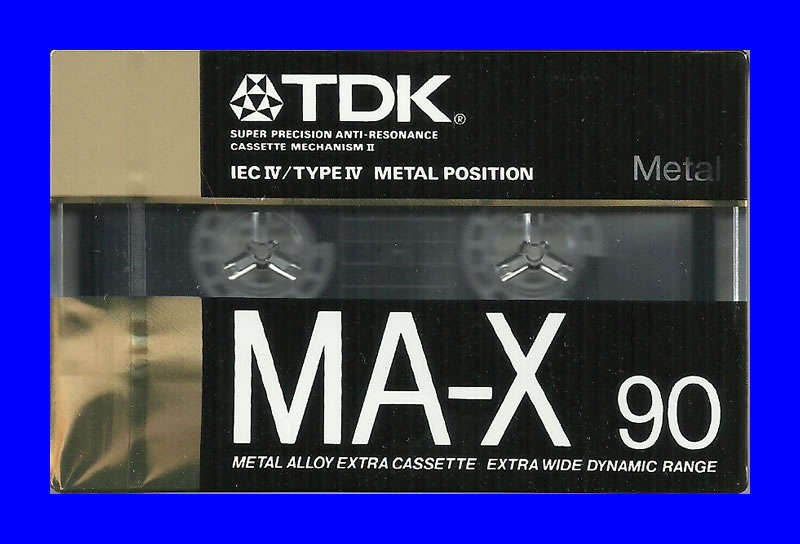 TDK®
SUPER PRECISION ANTI-RESONANCE
CASSETTE MECHANISM II
IEC IV/TYPE IV METAL POSITION
Metal
MA-X 90
METAL ALLOY EXTRA CASSETTE EXTRA WIDE DYNAMIC RANGE